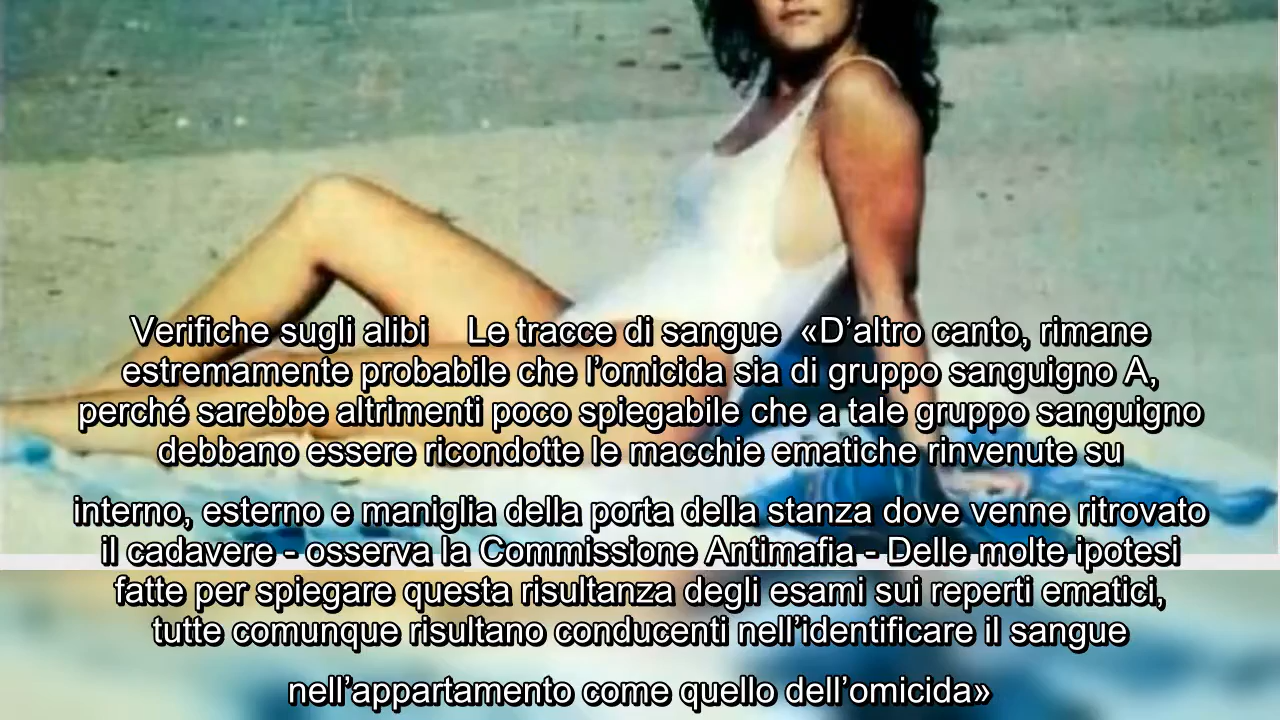 Verifiche sugli alibi    Le tracce di sangue  «D’altro canto, rimane
estremamente probabile che l’omicida sia di gruppo sanguigno A,
perché sarebbe altrimenti poco spiegabile che a tale gruppo sanguigno
debbano essere ricondotte le macchie ematiche rinvenute su
interno, esterno e maniglia della porta della stanza dove venne ritrovato
il cadavere - osserva la Commissione Antimafia - Delle molte ipotesi
fatte per spiegare questa risultanza degli esami sui reperti ematici,
tutte comunque risultano conducenti nell’identificare il sangue
nell’appartamento come quello dell’omicida»